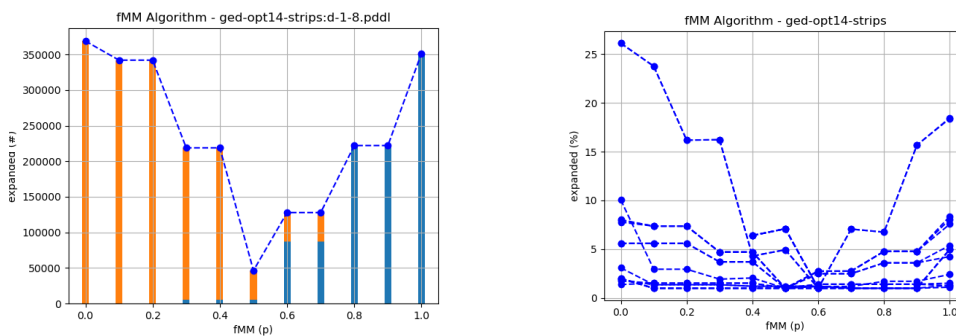 fMM Algorithm - ged-opt14-strips:d-1-8.pddl
350000
300000
250000
200000
150000
100000
50000
0
expanded (#)
0.0 0.2 0.4 0.6 0.8 1.0
fMM (p)
fMM Algorithm - ged-opt14-strips
25
20
15
10
5
0
expanded (%)
0.0 0.2 0.4 0.6 0.8 1.0
fMM (p)